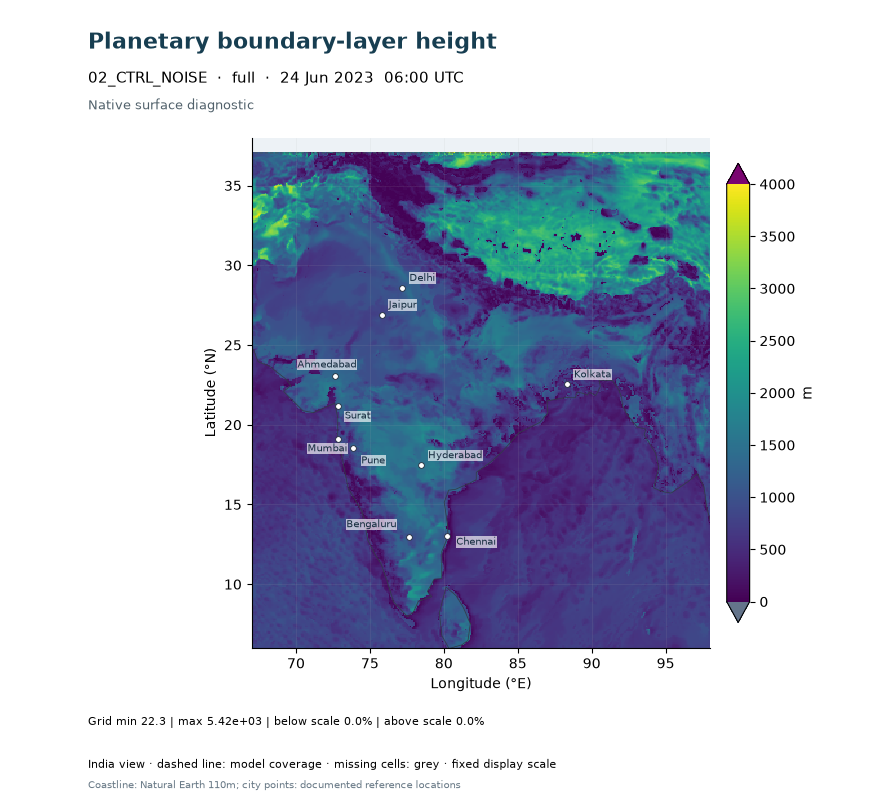 Planetary boundary-layer height
02_CTRL_NOISE · full · 24 Jun 2023 06:00 UTC
Native surface diagnostic
35
30
25
20
15
10
Latitude (°N)
Delhi
Jaipur
Ahmedabad
Kolkata
Surat
Mumbai
Pune
Hyderabad
Bengaluru
Chennai
70
75
80
85
90
95
Longitude (°E)
4000
3500
3000
2500
2000
1500
1000
500
0
m
Grid min 22.3 | max 5.42e+03 | below scale 0.0% | above scale 0.0%
India view · dashed line: model coverage · missing cells: grey · fixed display scale
Coastline: Natural Earth 110m; city points: documented reference locations